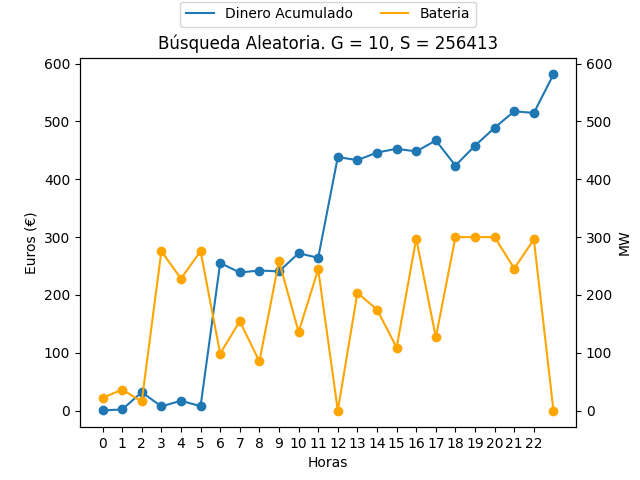 Dinero Acumulado Bateria
Búsqueda Aleatoria. G = 10, S = 256413
600 600
500 500
400 400
300 300
200 200
100 100
0 0
Euros (€)
MW
0 1 2 3 4 5 6 7 8 9 10 11 12 13 14 15 16 17 18 19 20 21 22
Horas